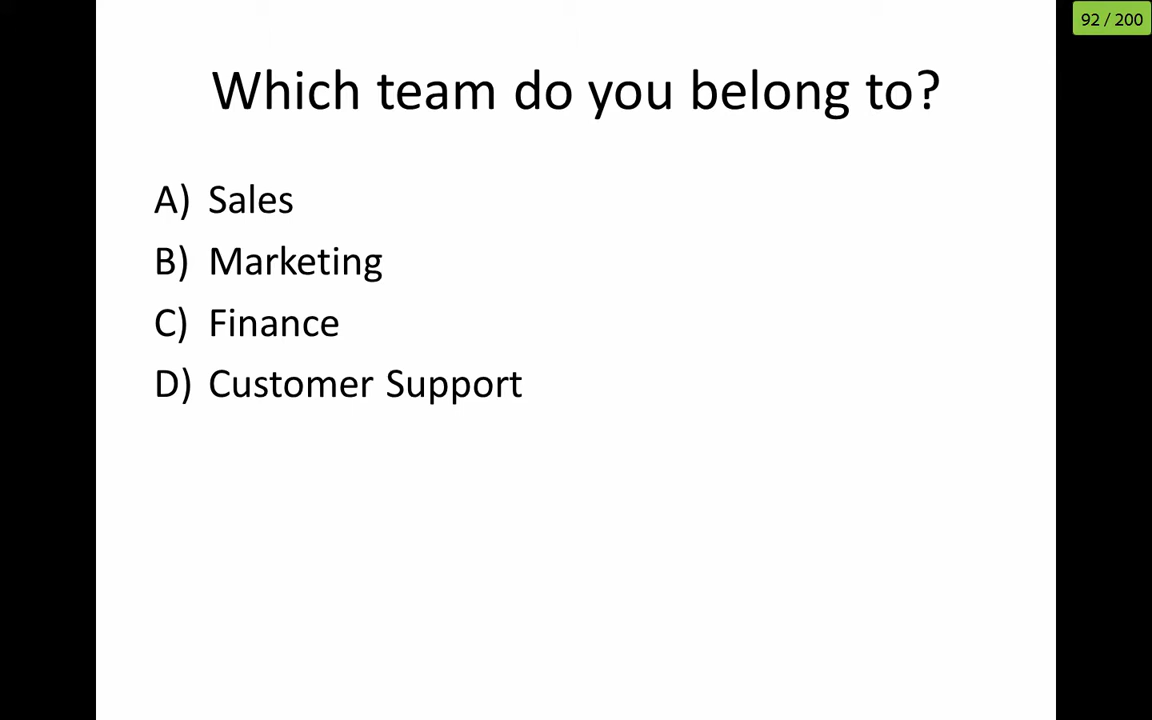 92 / 200
Which team do you belong to?
A) Sales
B) Marketing
C) Finance
D) Customer Support